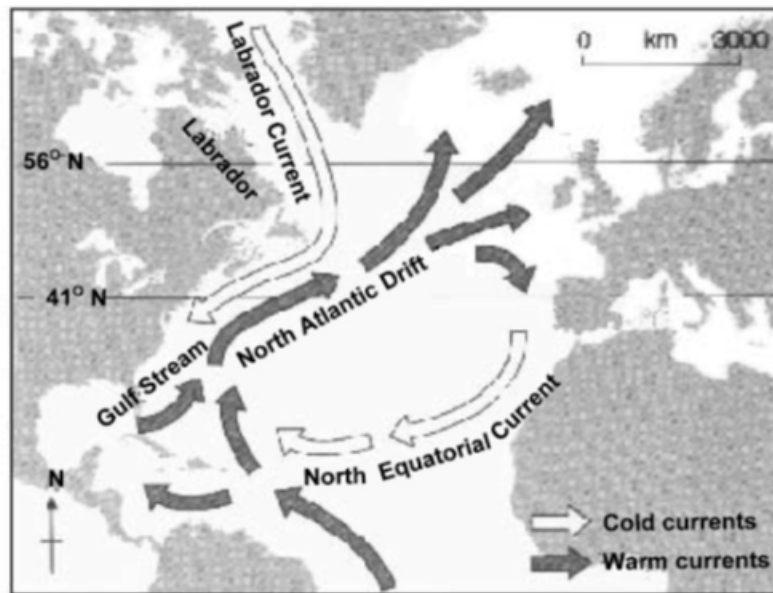 0 km 3000
Labrador Current
Labrador
56° N
41° N
North Atlantic Drift
Gulf Stream
North Equatorial Current
N
Cold currents
Warm currents